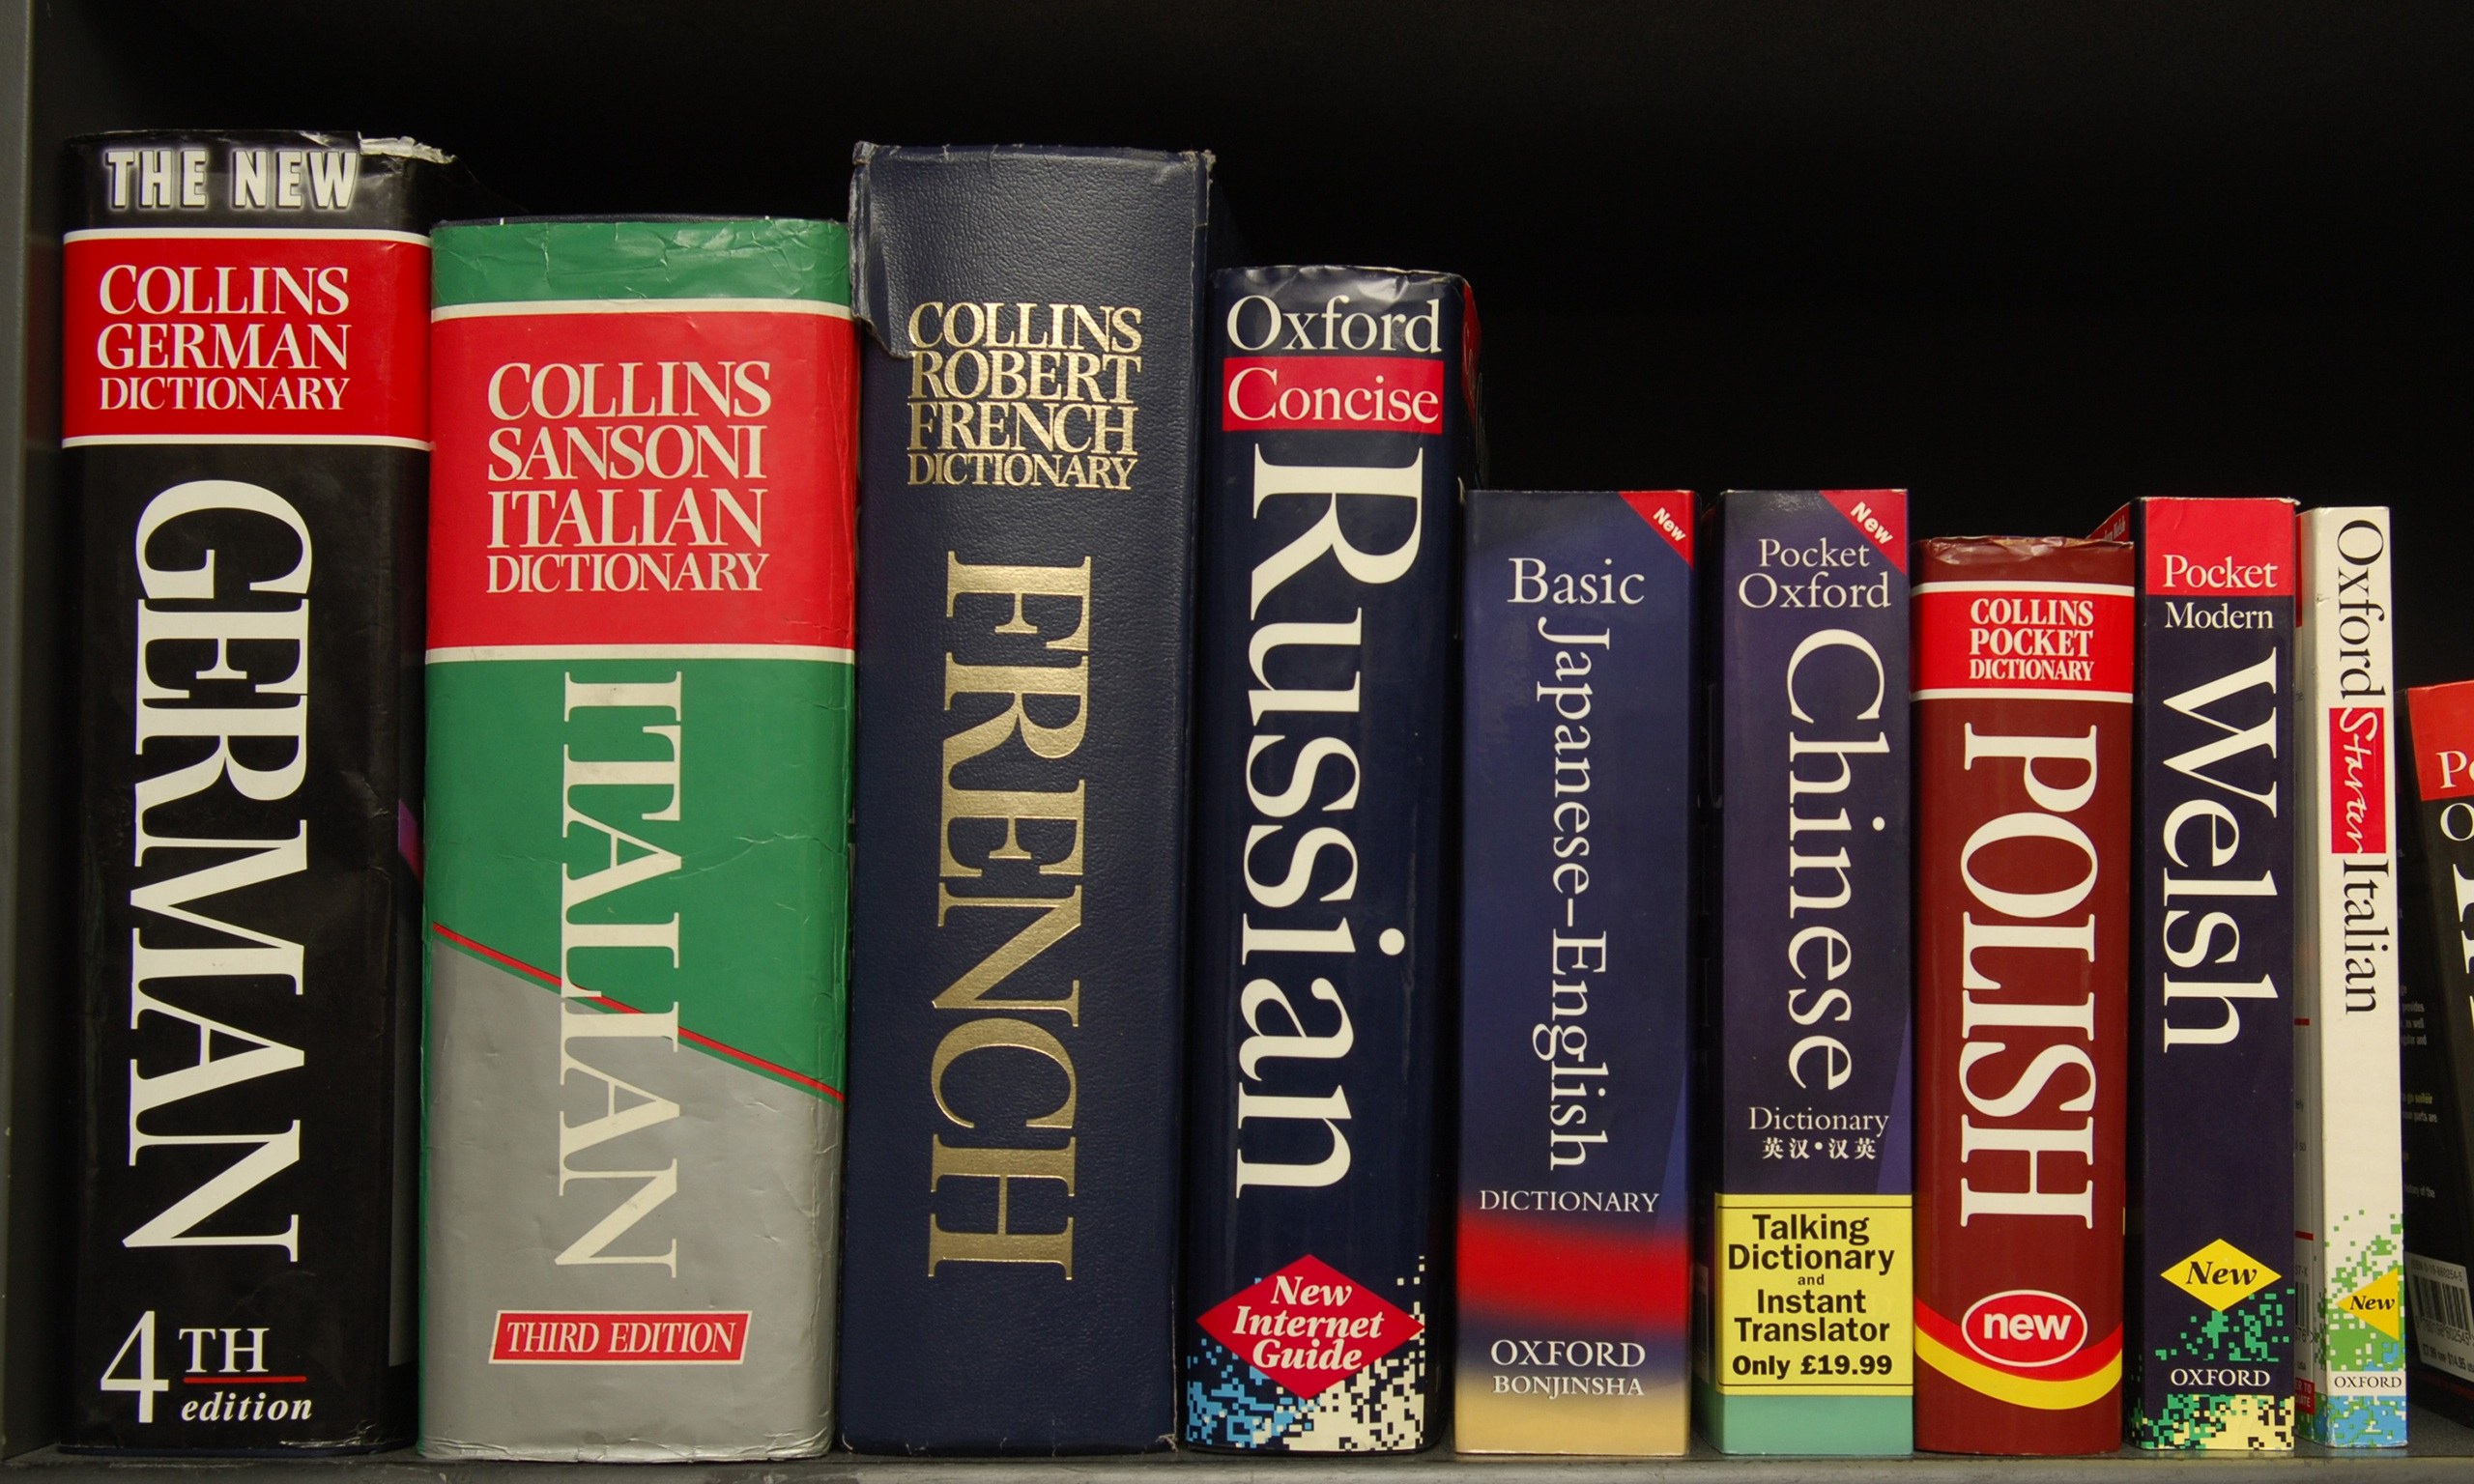 THE NEW
COLLINS
GERMAN
DICTIONARY
GERMAN
4TH
edition
COLLINS
SANSONI
ITALIAN
DICTIONARY
ITALIAN
THIRD EDITION
COLLINS
ROBERT
FRENCH
DICTIONARY
FRENCH
Oxford
Concise
Russian
New
Internet
Guide
New
Basic
Japanese-English
DICTIONARY
OXFORD
BONJINSHA
New
Pocket
Oxford
Chinese
Dictionary
英汉·汉英
Talking
Dictionary
and
Instant
Translator
Only £19.99
COLLINS
POCKET
DICTIONARY
POLISH
new
Pocket
Modern
Welsh
New
OXFORD
Oxford Starter Italian
New
OXFORD